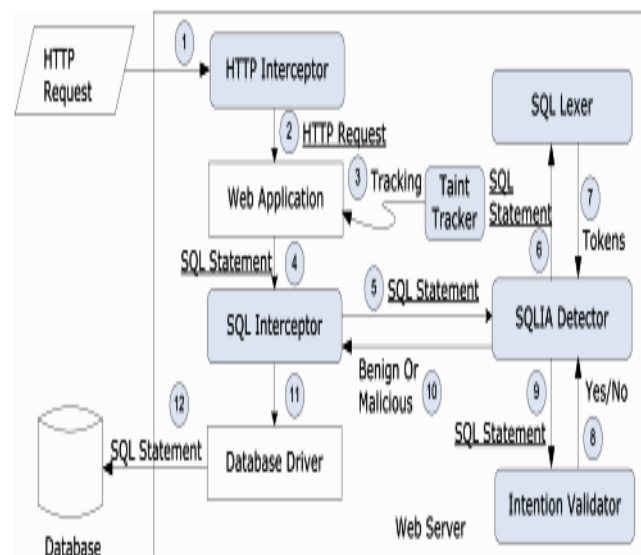 1
HTTP
Request
HTTP Interceptor
SQL Lexer
2
HTTP Request
3
Tracking
Taint
Tracker
SQL
Statement
7
Tokens
Web Application
6
SQL Statement
4
5
SQL Statement
SQL Interceptor
SQLIA Detector
Benign Or
Malicious
10
9
Yes/No
12
11
SQL Statement
SQL Statement
8
Database Driver
Intention Validator
Web Server
Database